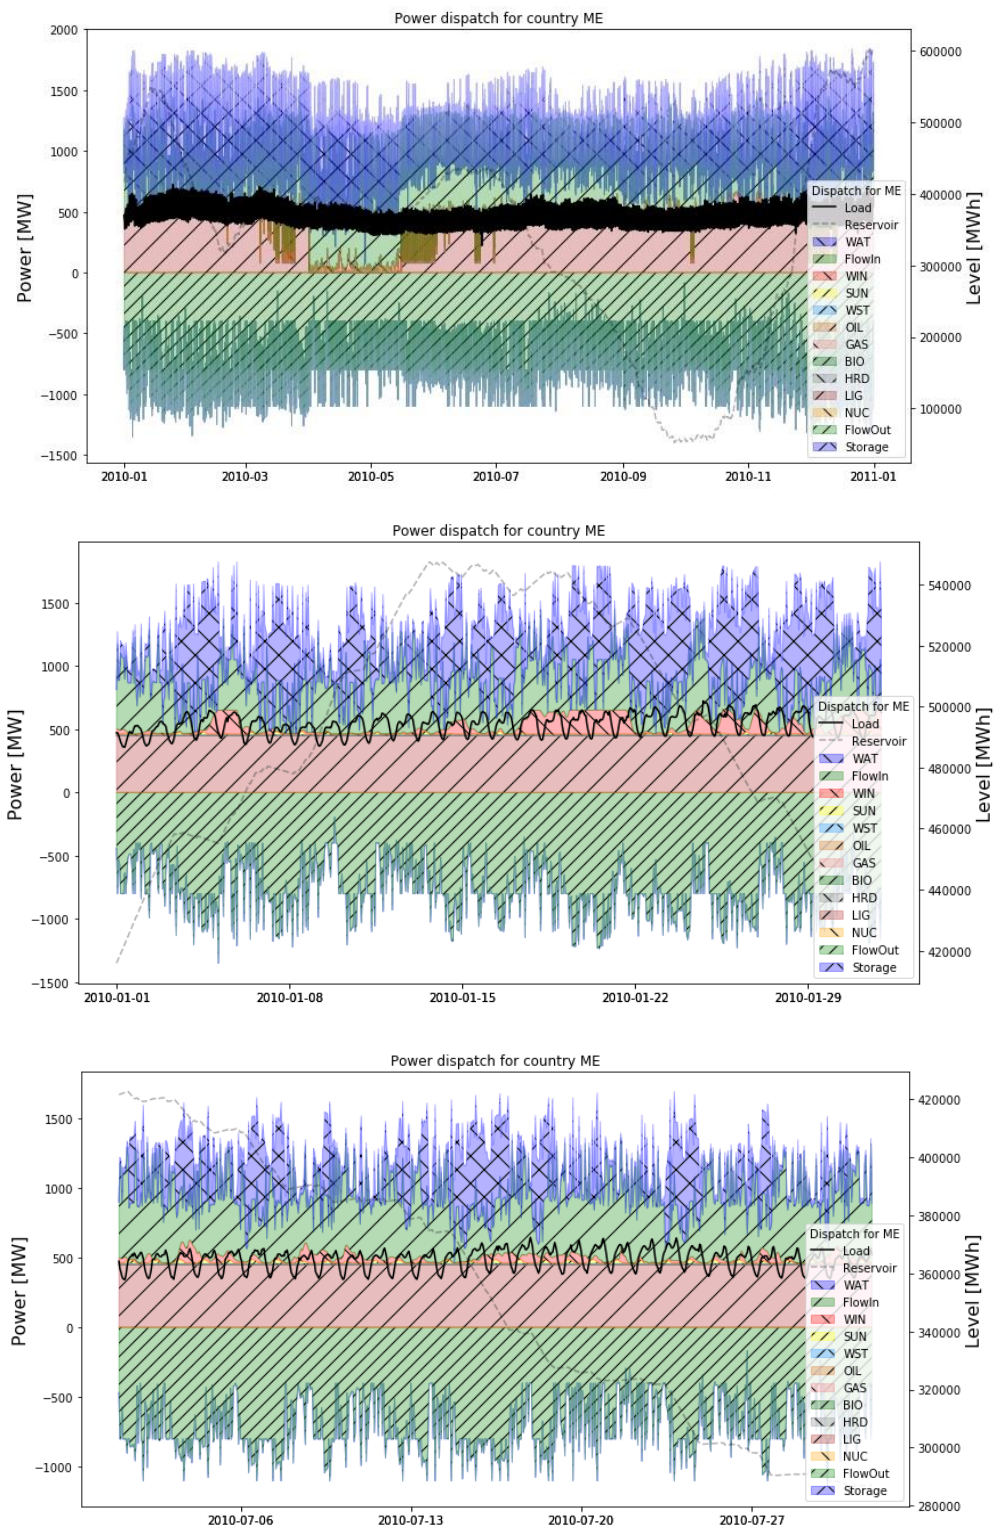 Power dispatch for country ME
2000
1500
1000
500
0
−500
−1000
−1500
Power [MW]
600000
500000
400000
300000
200000
100000
Level [MWh]
Dispatch for ME
Load
Reservoir
WAT
FlowIn
WIN
SUN
WST
OIL
GAS
BIO
HRD
LIG
NUC
FlowOut
Storage
2010-01 2010-03 2010-05 2010-07 2010-09 2010-11 2011-01
Power dispatch for country ME
1500
1000
500
0
−500
−1000
−1500
Power [MW]
540000
520000
500000
480000
460000
440000
420000
Level [MWh]
Dispatch for ME
Load
Reservoir
WAT
FlowIn
WIN
SUN
WST
OIL
GAS
BIO
HRD
LIG
NUC
FlowOut
Storage
2010-01-01 2010-01-08 2010-01-15 2010-01-22 2010-01-29
Power dispatch for country ME
1500
1000
500
0
−500
−1000
Power [MW]
420000
400000
380000
360000
340000
320000
300000
280000
Level [MWh]
Dispatch for ME
Load
Reservoir
WAT
FlowIn
WIN
SUN
WST
OIL
GAS
BIO
HRD
LIG
NUC
FlowOut
Storage
2010-07-06 2010-07-13 2010-07-20 2010-07-27